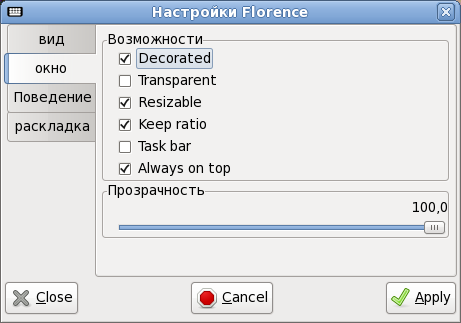 Настройки Florence
вид
окно
Поведение
раскладка
Возможности
Decorated
Transparent
Resizable
Keep ratio
Task bar
Always on top
Прозрачность
100,0
Close
Cancel
Apply